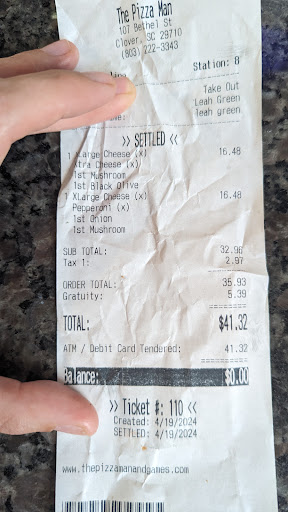 The Pizza Man
107 Bethel St
Clover, SC 29710
(803) 222-3343
Station: 8
Take Out
Leah Green
leah green
>> SETTLED <<
1 XLarge Cheese (x) 16.48
Xtra Cheese (x)
- 1st Mushroom
- 1st Black Olive
1 XLarge Cheese (x) 16.48
Pepperoni (x)
- 1st Onion
- 1st Mushroom
SUB TOTAL: 32.96
Tax 1: 2.97
ORDER TOTAL: 35.93
Gratuity: 5.39
TOTAL: $41.32
ATM / Debit Card Tendered: 41.32
Balance: $0.00
>> Ticket #: 110 <<
Created: 4/19/2024
SETTLED: 4/19/2024
www.thepizzamanandgames.com